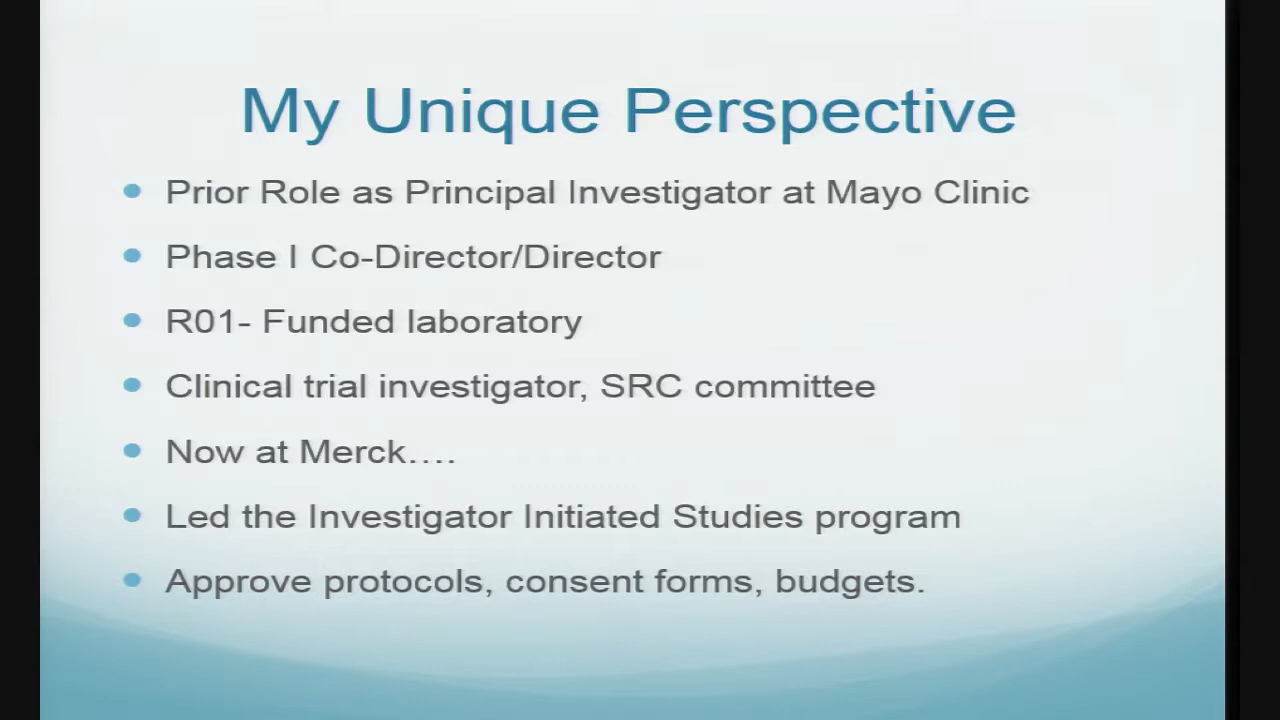 My Unique Perspective
Prior Role as Principal Investigator at Mayo Clinic
Phase I Co-Director/Director
R01- Funded laboratory
Clinical trial investigator, SRC committee
Now at Merck….
Led the Investigator Initiated Studies program
Approve protocols, consent forms, budgets.